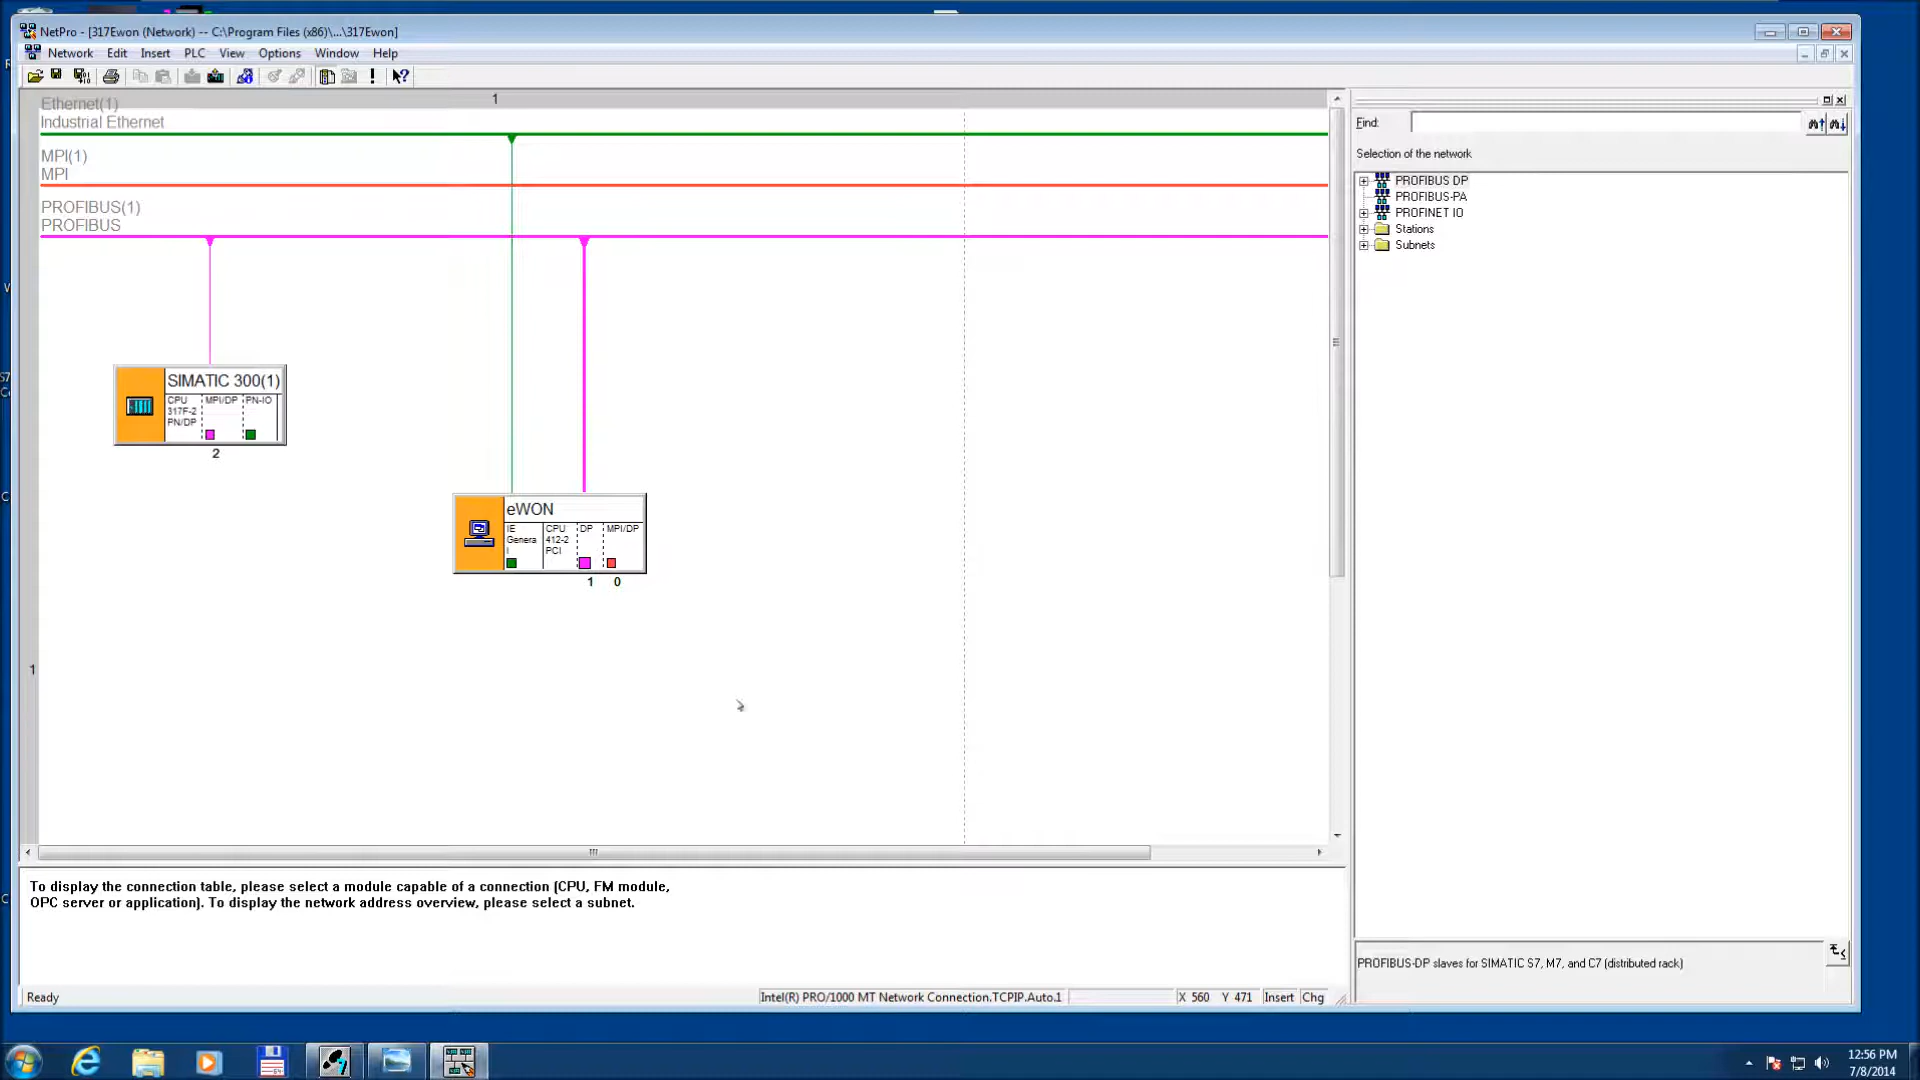 NetPro - [317Ewon (Network) -- C:\Program Files (x86)\...\317Ewon]
Network Edit Insert PLC View Options Window Help
1
Ethernet(1)
Industrial Ethernet
MPI(1)
MPI
PROFIBUS(1)
PROFIBUS
SIMATIC 300(1)
CPU
317F-2
PN/DP
MPI/DP
PN-IO
2
eWON
IE
Genera
l
CPU
412-2
PCI
DP
MPI/DP
1 0
1
Find:
Selection of the network
PROFIBUS DP
PROFIBUS-PA
PROFINET IO
Stations
Subnets
To display the connection table, please select a module capable of a connection (CPU, FM module,
OPC server or application). To display the network address overview, please select a subnet.
PROFIBUS-DP slaves for SIMATIC S7, M7, and C7 (distributed rack)
Ready
Intel(R) PRO/1000 MT Network Connection.TCPIP.Auto.1
X 560 Y 471 Insert Chg
12:56 PM
7/8/2014